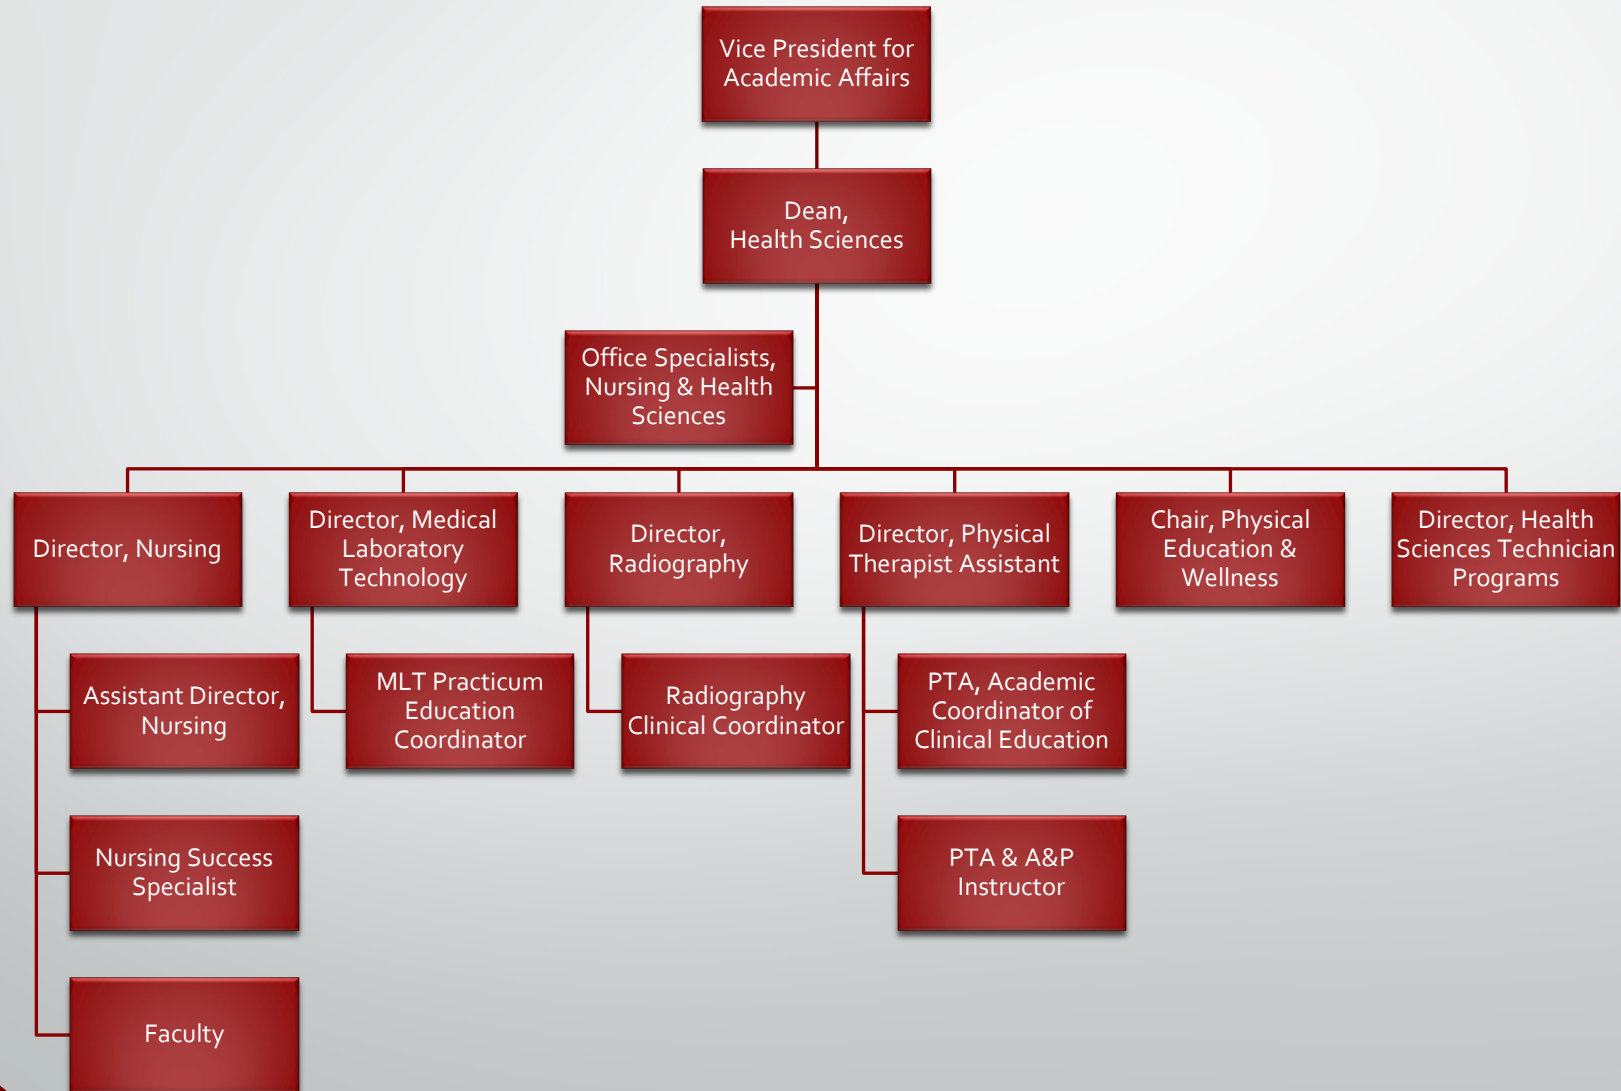 Vice President for
Academic Affairs
Dean,
Health Sciences
Office Specialists,
Nursing & Health
Sciences
Director, Nursing
Director, Medical
Laboratory
Technology
Director,
Radiography
Director, Physical
Therapist Assistant
Chair, Physical
Education &
Wellness
Director, Health
Sciences Technician
Programs
Assistant Director,
Nursing
MLT Practicum
Education
Coordinator
Radiography
Clinical Coordinator
PTA, Academic
Coordinator of
Clinical Education
Nursing Success
Specialist
PTA & A&P
Instructor
Faculty